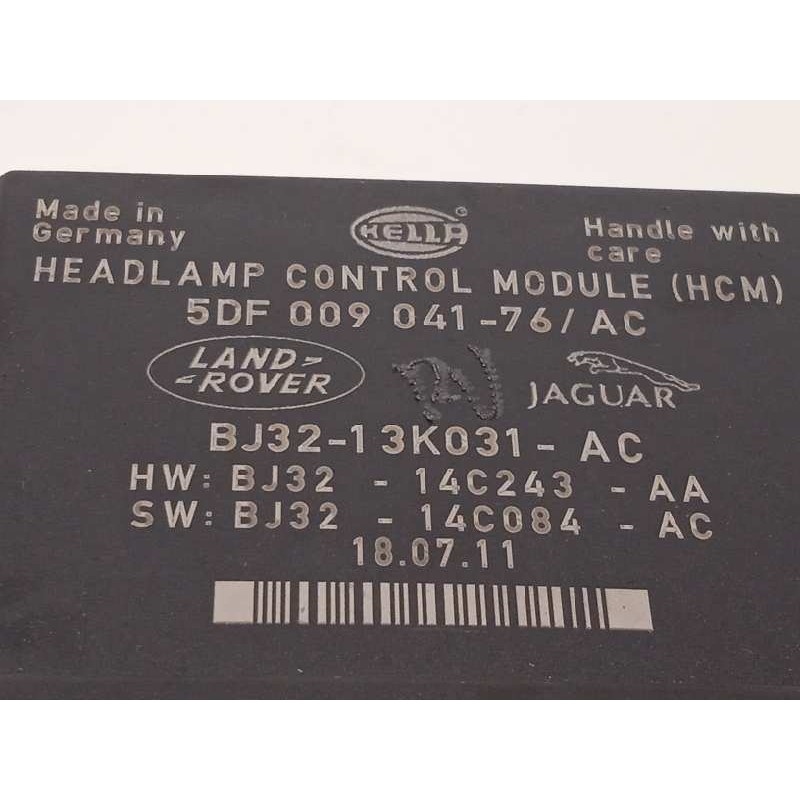 Made in
Germany
HELLA®
Handle with
care
HEADLAMP CONTROL MODULE (HCM)
5DF 009 041-76/AC
LAND-
-ROVER
JAGUAR
BJ32-13K031-AC
HW: BJ32 - 14C243 - AA
SW: BJ32 - 14C084 - AC
18.07.11